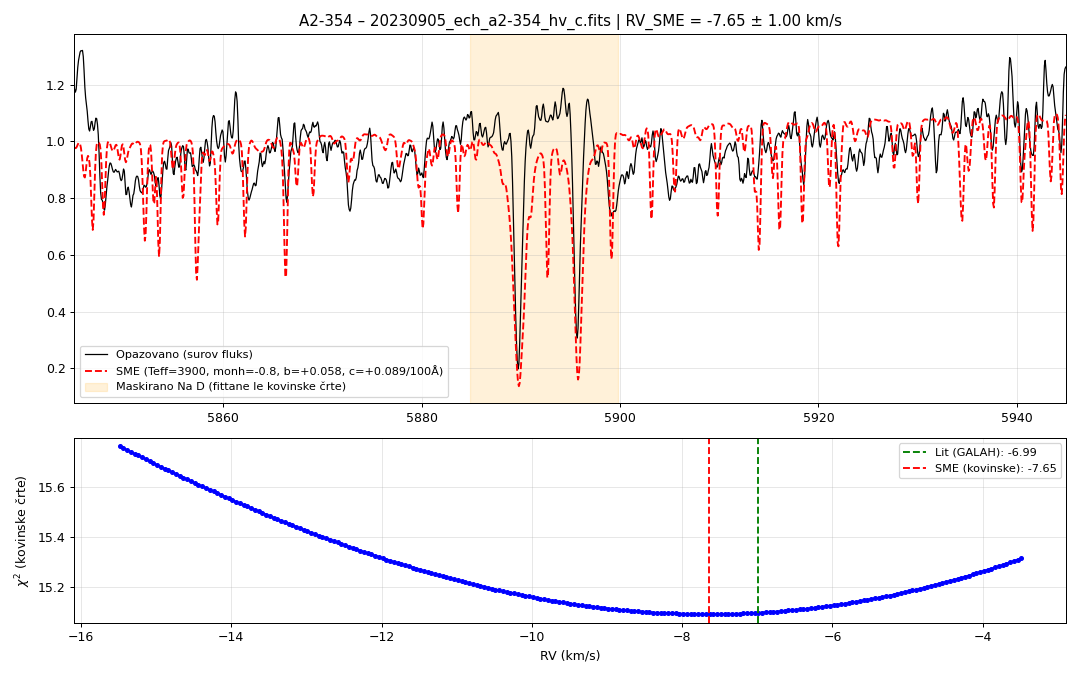 A2-354 – 20230905_ech_a2-354_hv_c.fits | RV_SME = -7.65 ± 1.00 km/s
1.2
1.0
0.8
0.6
0.4
0.2
Opazovano (surov fluks)
SME (Teff=3900, monh=-0.8, b=+0.058, c=+0.089/100Å)
Maskirano Na D (fittane le kovinske črte)
5860 5880 5900 5920 5940
χ² (kovinske črte)
15.6
15.4
15.2
Lit (GALAH): -6.99
SME (kovinske): -7.65
−16 −14 −12 −10 −8 −6 −4
RV (km/s)